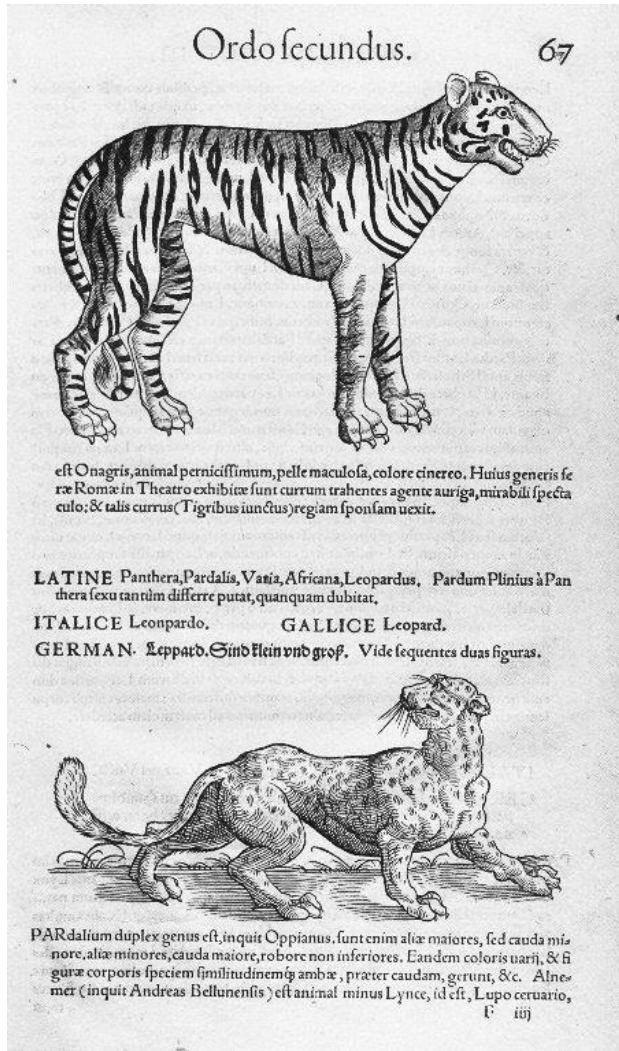 Ordo ſecundus. 67
eſt Onagris, animal perniciſſimum, pelle maculoſa, colore cinereo. Huius generis fe
ræ Romæ in Theatro exhibitæ ſunt currum trahentes agente auriga, mirabili ſpecta
culo: & talis currus (Tigribus iunctus) regiam ſponſam uexit.
LATINE Panthera, Pardalis, Varia, Africana, Leopardus. Pardum Plinius à Pan
thera ſexu tantùm differre putat, quanquam dubitat.
ITALICE Leonpardo. GALLICE Leopard.
GERMAN. Leppard. Sind klein vnd groß. Vide ſequentes duas figuras.
PARdalium duplex genus eſt, inquit Oppianus, ſunt enim aliæ maiores, ſed cauda mi-
nore, aliæ minores, cauda maiore, robore non inferiores. Eandem coloris uarij, & fi
guræ corporis ſpeciem ſimilitudinemq́; ambæ, præter caudam, gerunt, &c. Alne-
mer (inquit Andreas Bellunenſis) eſt animal minus Lynce, id eſt, Lupo ceruario,
F iiij